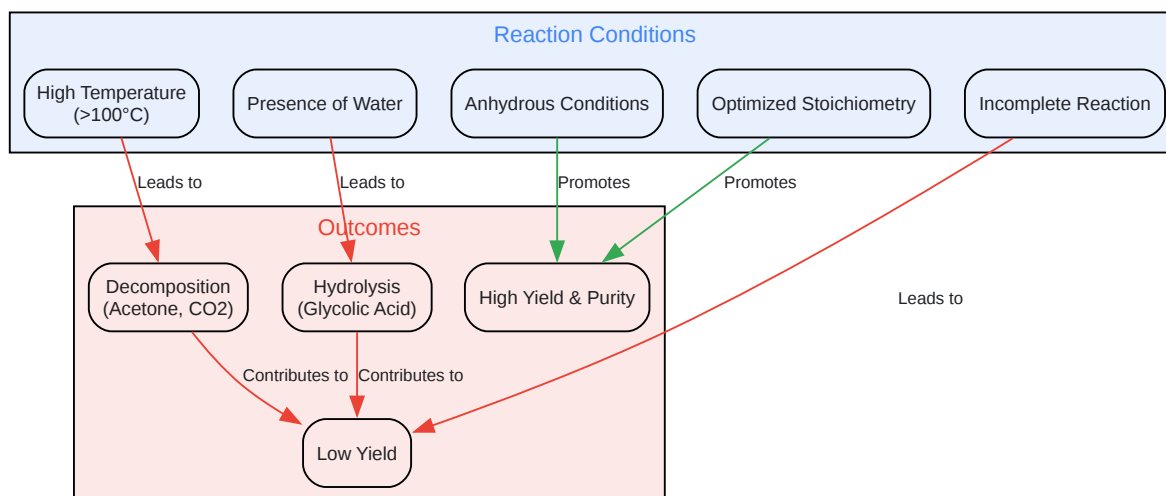 Reaction Conditions
High Temperature
(>100°C)
Presence of Water
Anhydrous Conditions
Optimized Stoichiometry
Incomplete Reaction
Leads to
Leads to
Promotes
Promotes
Outcomes
Decomposition
(Acetone, CO2)
Hydrolysis
(Glycolic Acid)
High Yield & Purity
Leads to
Contributes to
Contributes to
Low Yield